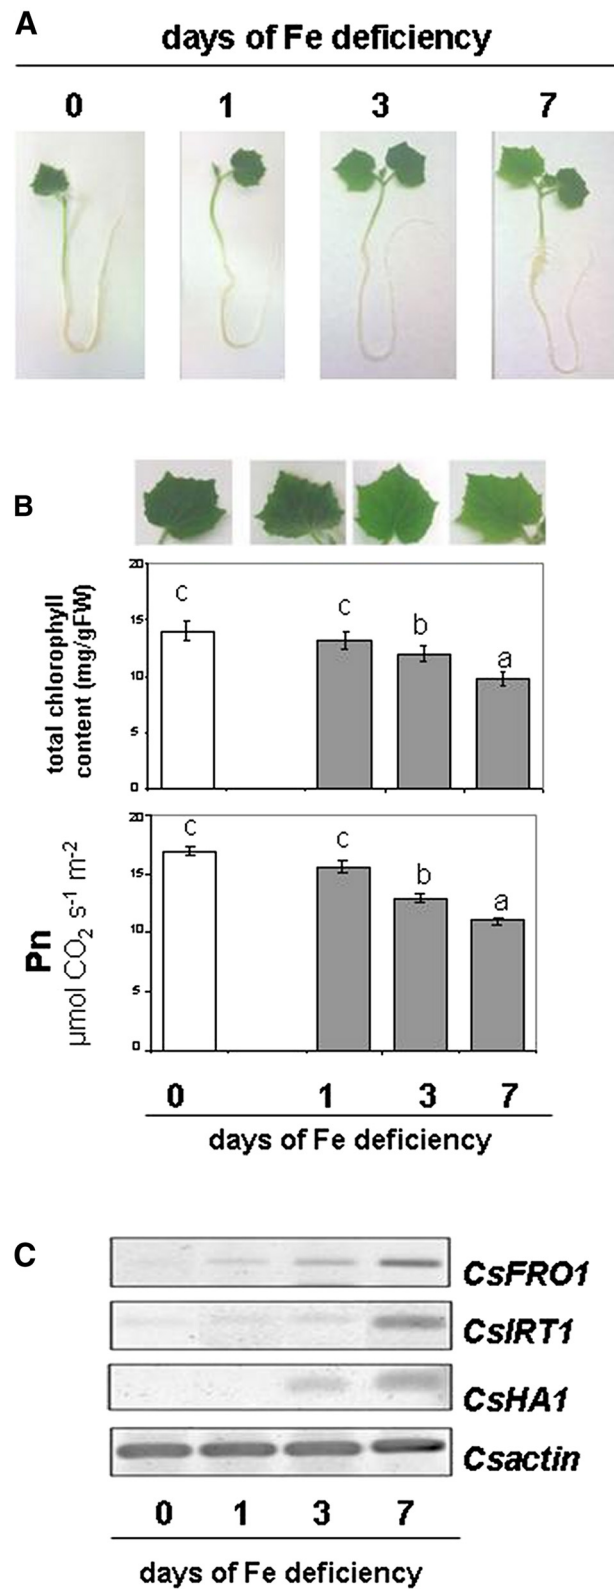 A
days of Fe deficiency
0 1 3 7
B
total chlorophyll
content (mg/gFW)
20
15
10
5
0
c c b a
Pn
µmol CO2 s-1 m-2
20
15
10
5
0
c c b a
0 1 3 7
days of Fe deficiency
C
CsFRO1
CsIRT1
CsHA1
Csactin
0 1 3 7
days of Fe deficiency